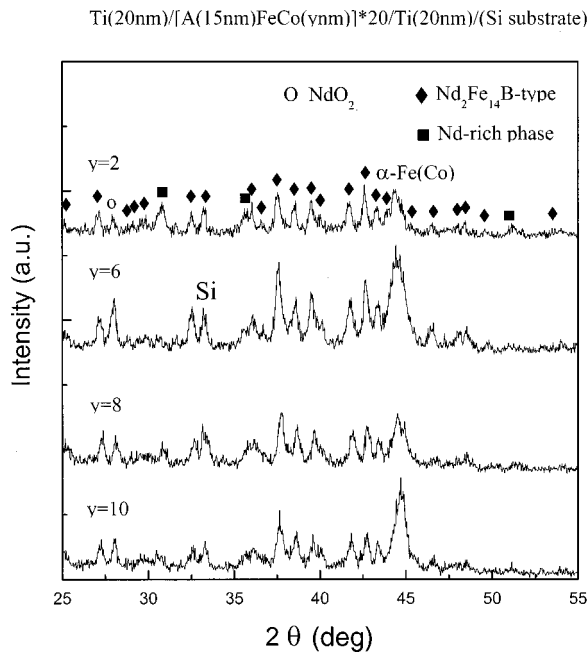 Ti(20nm)/[A(15nm)FeCo(ynm)]*20/Ti(20nm)/(Si substrate)
O NdO₂
◆ Nd₂Fe₁₄B-type
■ Nd-rich phase
y=2
α-Fe(Co)
o
y=6
Si
y=8
y=10
Intensity (a.u.)
25 30 35 40 45 50 55
2 θ (deg)